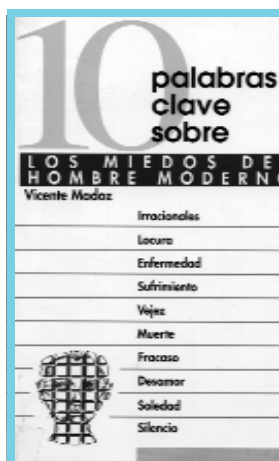 10
palabras
clave
sobre
LOS MIEDOS DE
HOMBRE MODERNO
Vicente Madoz
Irracionales
Locura
Enfermedad
Sufrimiento
Vejez
Muerte
Fracaso
Desamor
Soledad
Silencio